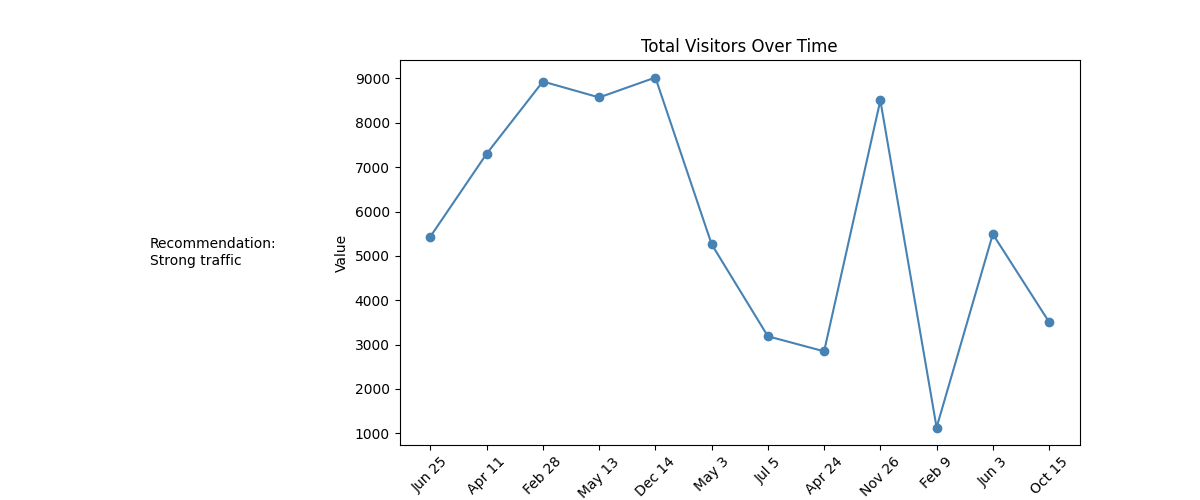 Total Visitors Over Time
Recommendation:
Strong traffic
Value
9000
8000
7000
6000
5000
4000
3000
2000
1000
Jun 25
Apr 11
Feb 28
May 13
Dec 14
May 3
Jul 5
Apr 24
Nov 26
Feb 9
Jun 3
Oct 15